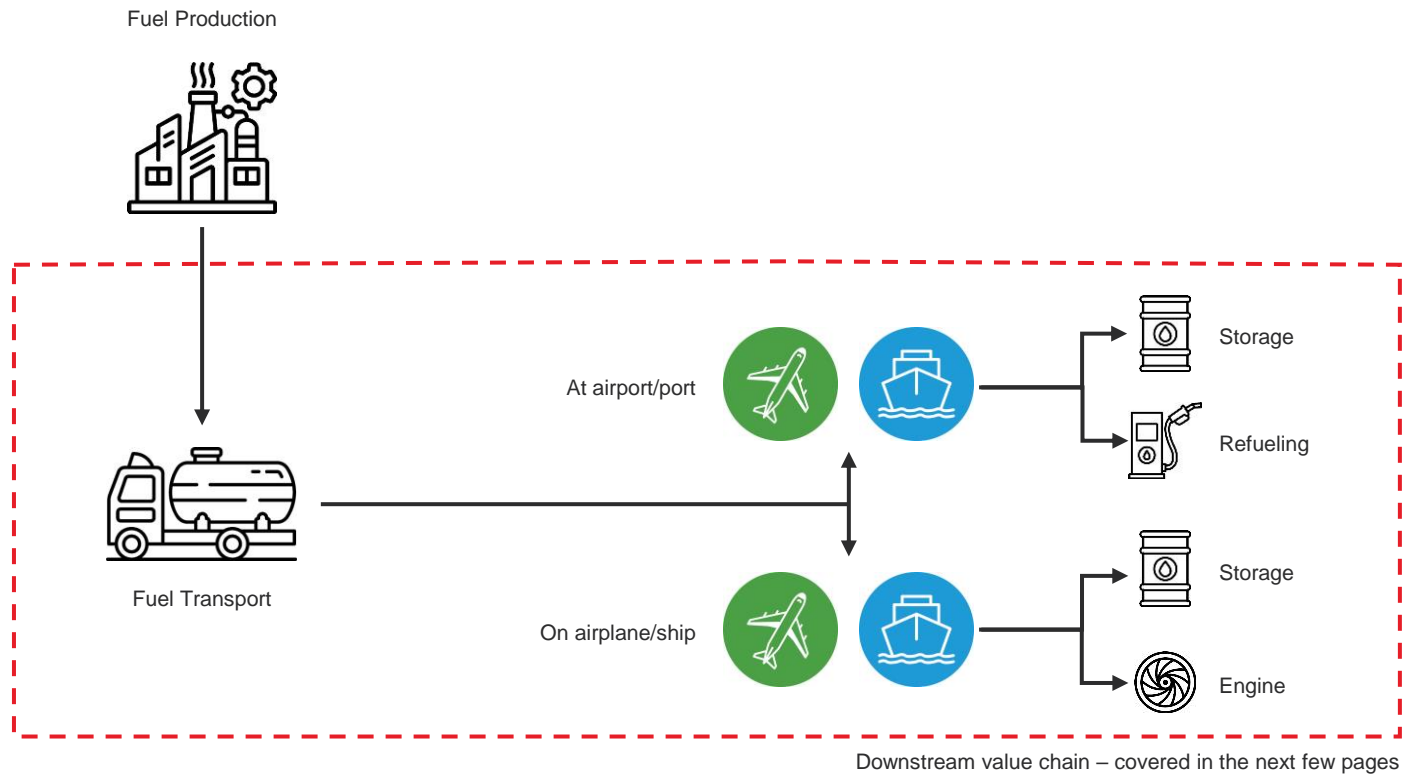 Fuel Production
At airport/port
Storage
Refueling
Fuel Transport
On airplane/ship
Storage
Engine
Downstream value chain – covered in the next few pages